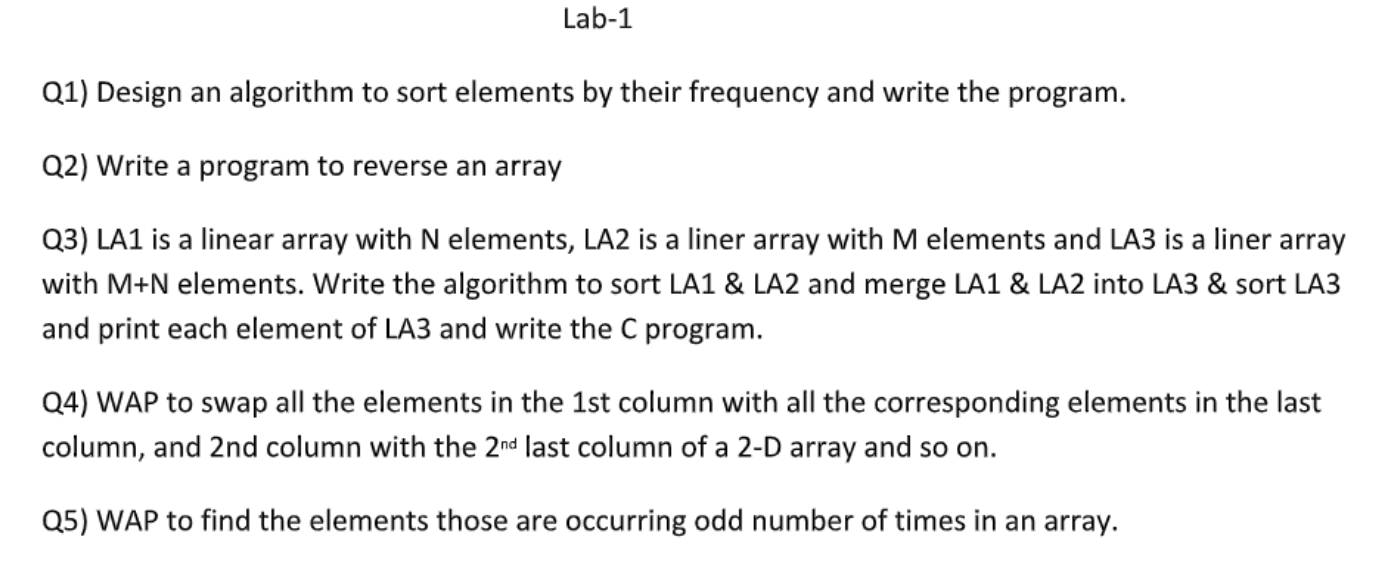 Lab-1
Q1) Design an algorithm to sort elements by their frequency and write the program.
Q2) Write a program to reverse an array
Q3) LA1 is a linear array with N elements, LA2 is a liner array with M elements and LA3 is a liner array
with M+N elements. Write the algorithm to sort LA1 & LA2 and merge LA1 & LA2 into LA3 & sort LA3
and print each element of LA3 and write the C program.
Q4) WAP to swap all the elements in the 1st column with all the corresponding elements in the last
column, and 2nd column with the 2nd last column of a 2-D array and so on.
Q5) WAP to find the elements those are occurring odd number of times in an array.